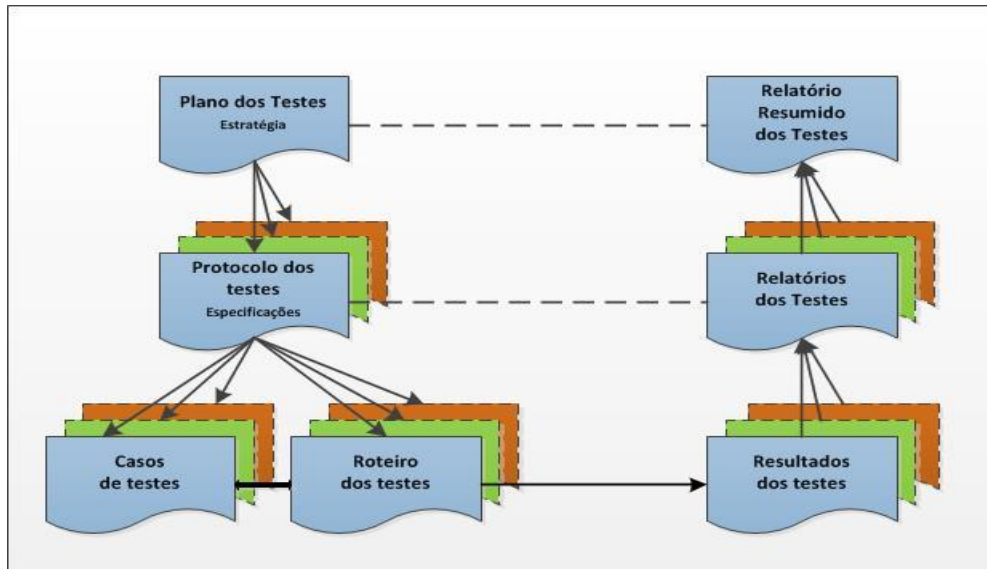 Plano dos Testes
Estratégia
Relatório
Resumido
dos Testes
Protocolo dos
testes
Especificações
Relatórios
dos Testes
Casos
de testes
Roteiro
dos testes
Resultados
dos testes